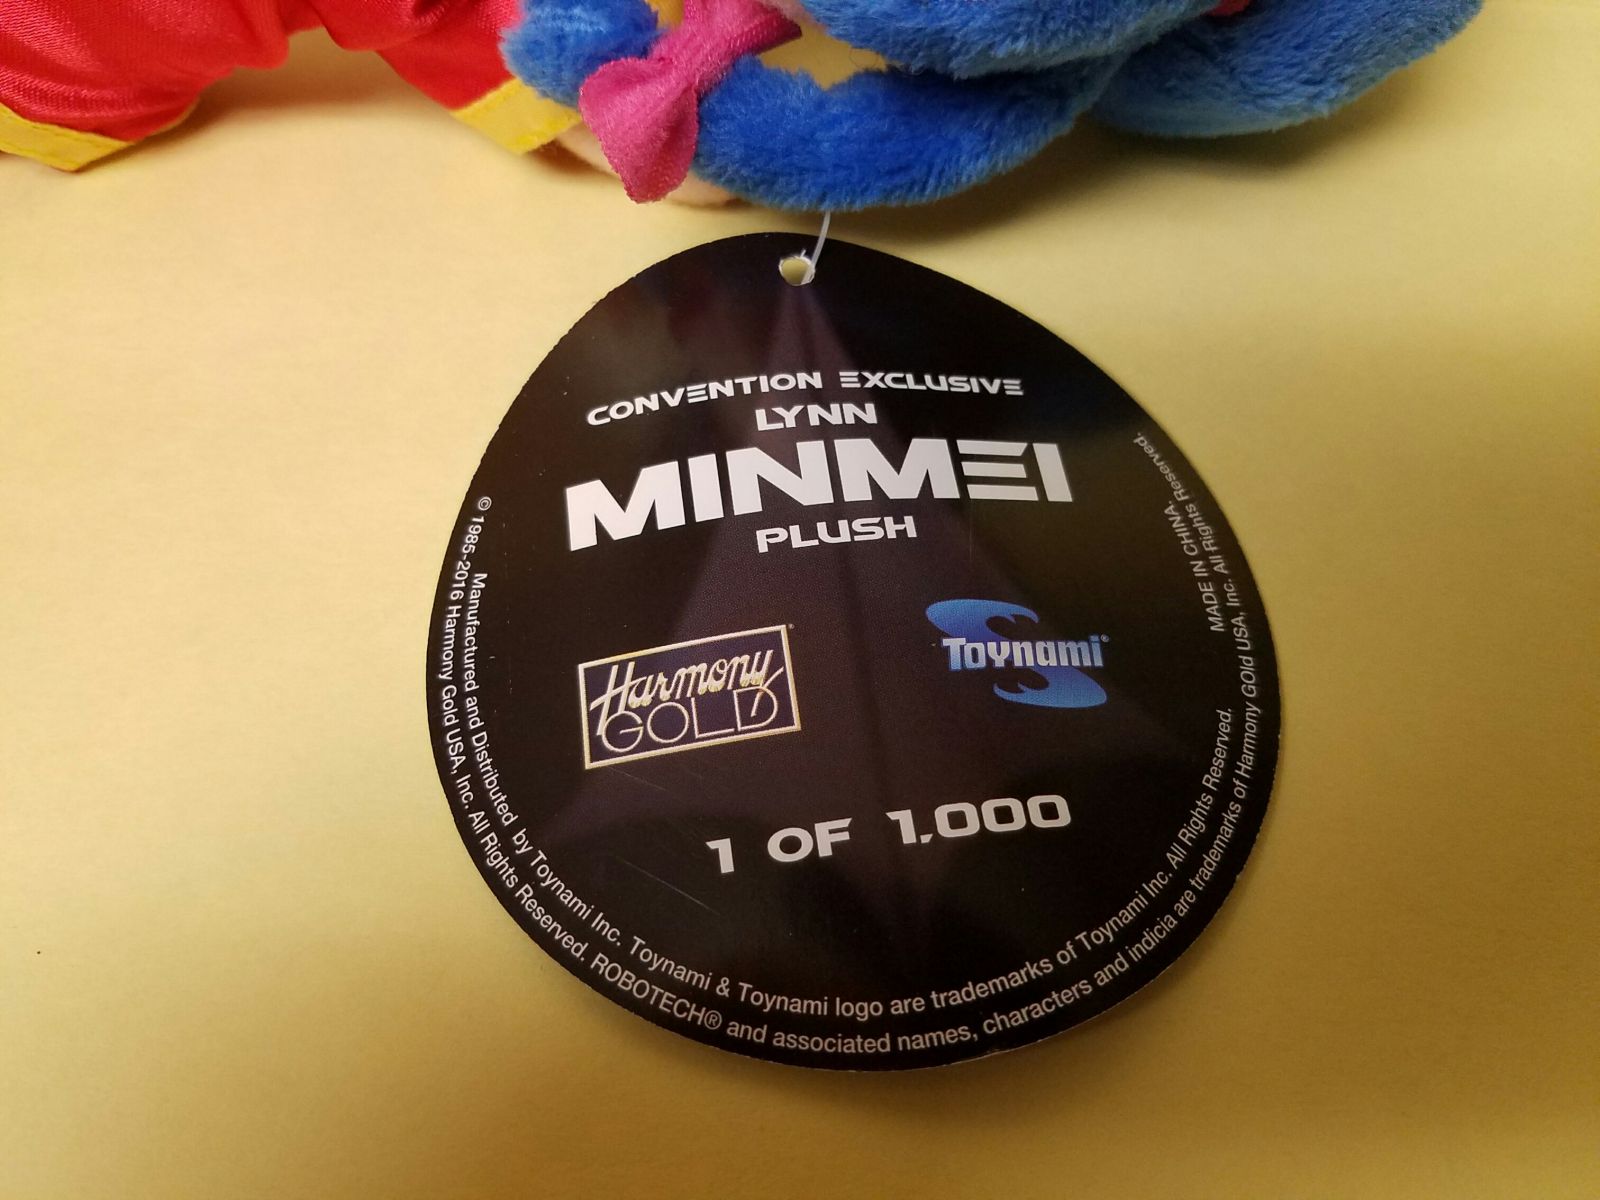 CONVENTION EXCLUSIVE
LYNN
MINMEI
PLUSH
Harmony
GOLD
Toynami®
1 OF 1,000
Manufactured and Distributed by Toynami Inc. Toynami & Toynami logo are trademarks of Toynami Inc. All Rights Reserved.
© 1985-2016 Harmony Gold USA, Inc. All Rights Reserved. ROBOTECH® and associated names, characters and indicia are trademarks of Harmony Gold USA, Inc. All Rights Reserved.
MADE IN CHINA.